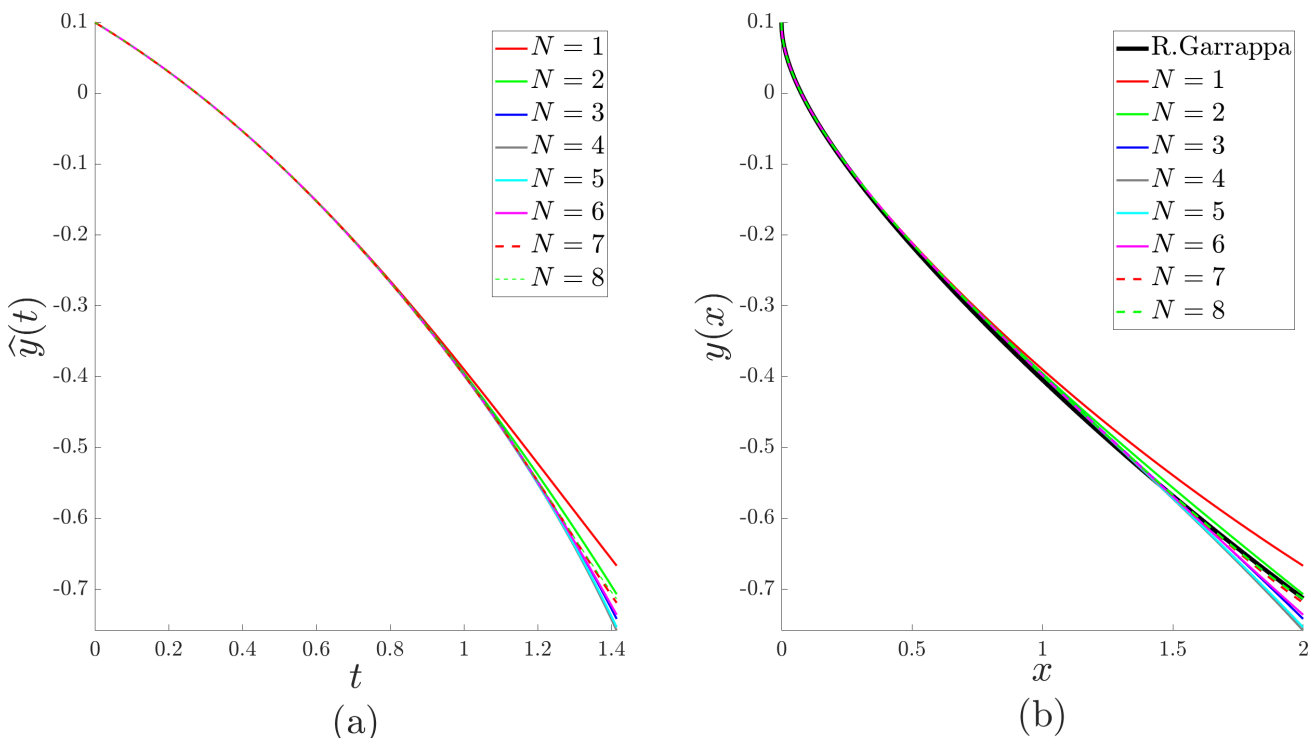 0.1
0
-0.1
-0.2
-0.3
-0.4
-0.5
-0.6
-0.7
ŷ(t)
0 0.2 0.4 0.6 0.8 1 1.2 1.4
t
(a)
N = 1
N = 2
N = 3
N = 4
N = 5
N = 6
N = 7
N = 8
0.1
0
-0.1
-0.2
-0.3
-0.4
-0.5
-0.6
-0.7
y(x)
0 0.5 1 1.5 2
x
(b)
R.Garrappa
N = 1
N = 2
N = 3
N = 4
N = 5
N = 6
N = 7
N = 8